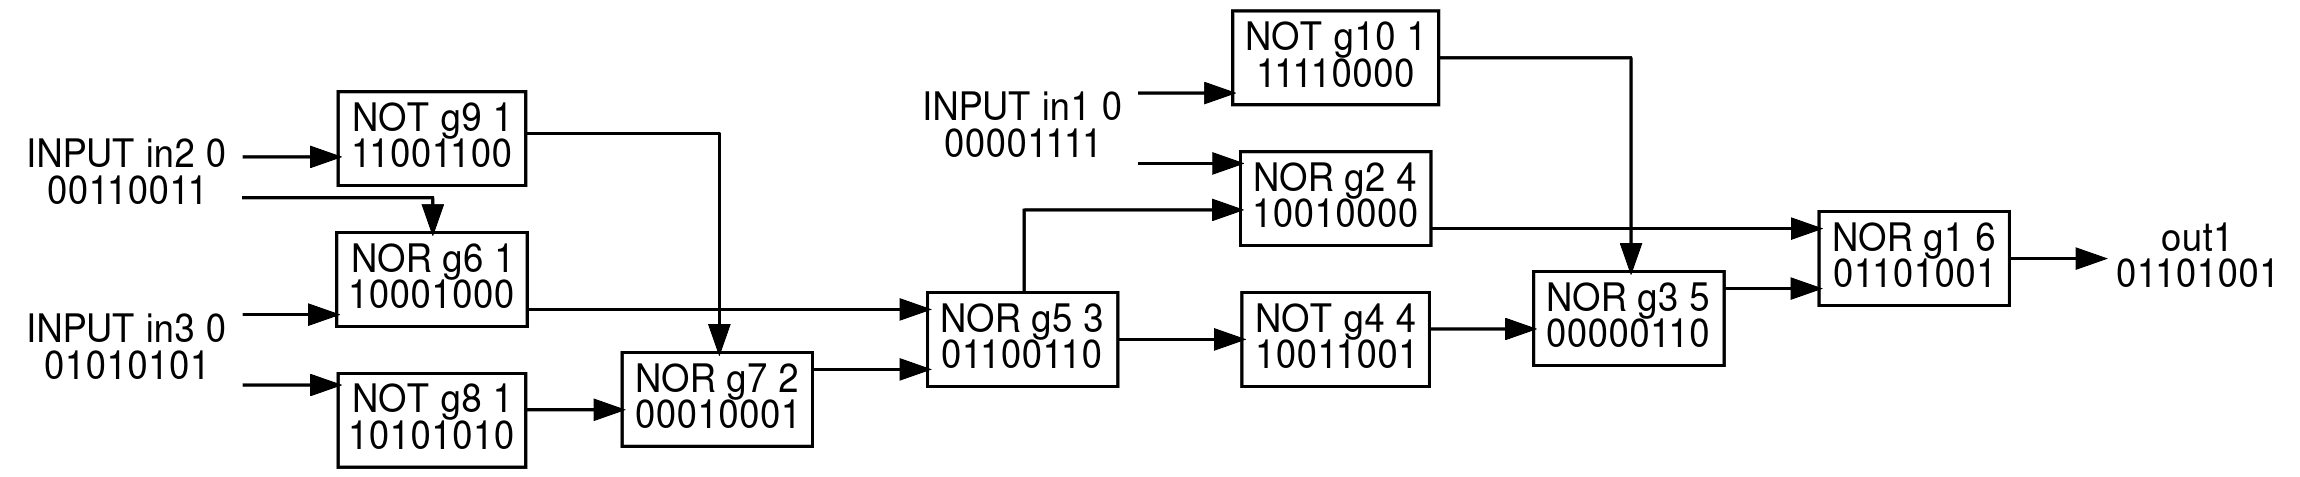 NOT g10 1
11110000
INPUT in1 0
00001111
NOT g9 1
11001100
INPUT in2 0
00110011
NOR g2 4
10010000
NOR g6 1
10001000
NOR g1 6
01101001
out1
01101001
INPUT in3 0
01010101
NOR g5 3
01100110
NOT g4 4
10011001
NOR g3 5
00000110
NOT g8 1
10101010
NOR g7 2
00010001